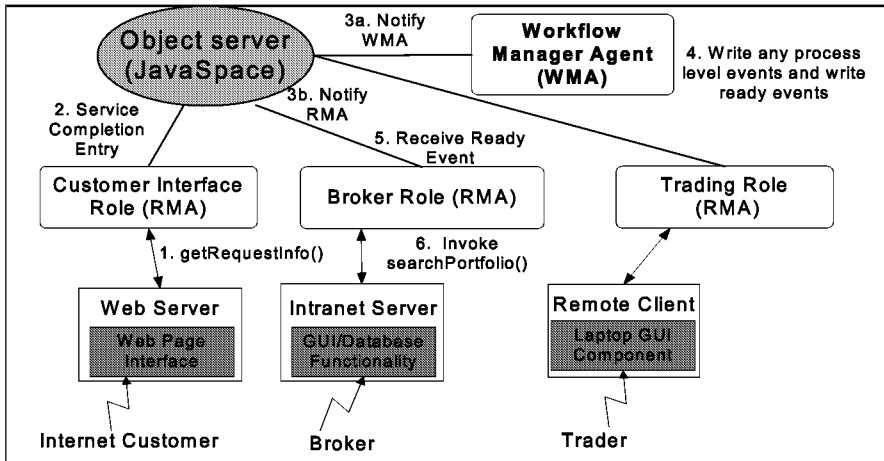 Object server
(JavaSpace)
3a. Notify
WMA
Workflow
Manager Agent
(WMA)
4. Write any process
level events and write
ready events
2. Service
Completion
Entry
3b. Notify
RMA
5. Receive Ready
Event
Customer Interface
Role (RMA)
Broker Role (RMA)
Trading Role
(RMA)
1. getRequestInfo()
6. Invoke
searchPortfolio()
Web Server
Web Page
Interface
Intranet Server
GUI/Database
Functionality
Remote Client
Laptop GUI
Component
Internet Customer
Broker
Trader